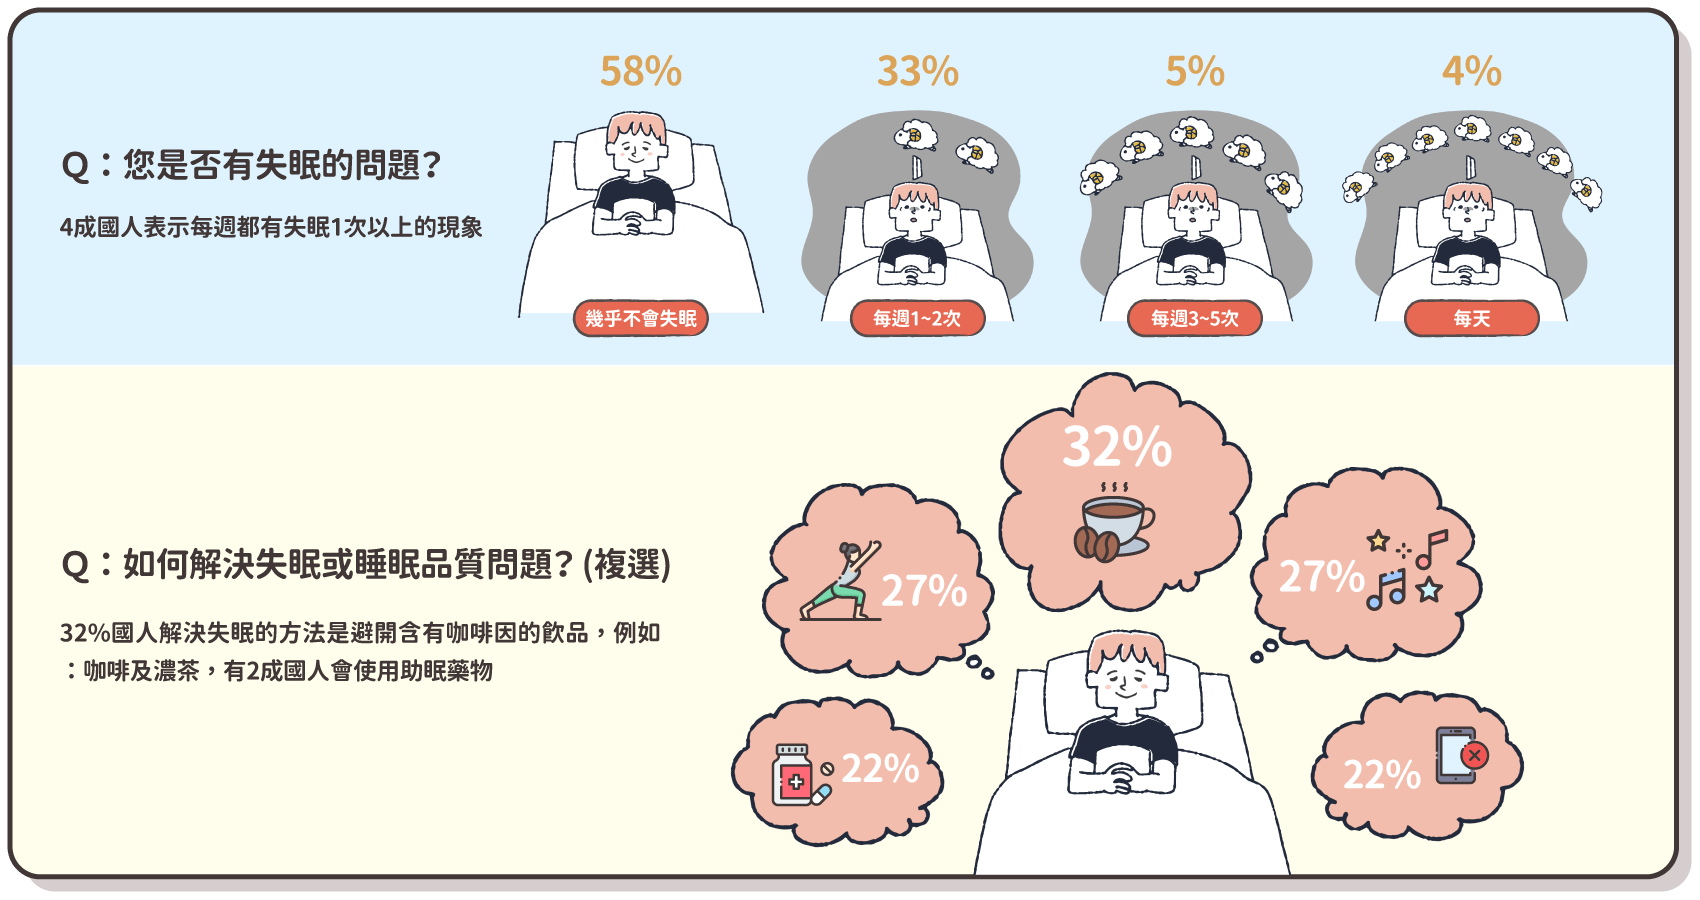 Q：您是否有失眠的問題？
4成國人表示每週都有失眠1次以上的現象
58%
33%
5%
4%
幾乎不會失眠
每週1~2次
每週3~5次
每天
Q：如何解決失眠或睡眠品質問題？(複選)
32%國人解決失眠的方法是避開含有咖啡因的飲品，例如
：咖啡及濃茶，有2成國人會使用助眠藥物
32%
27%
27%
22%
22%